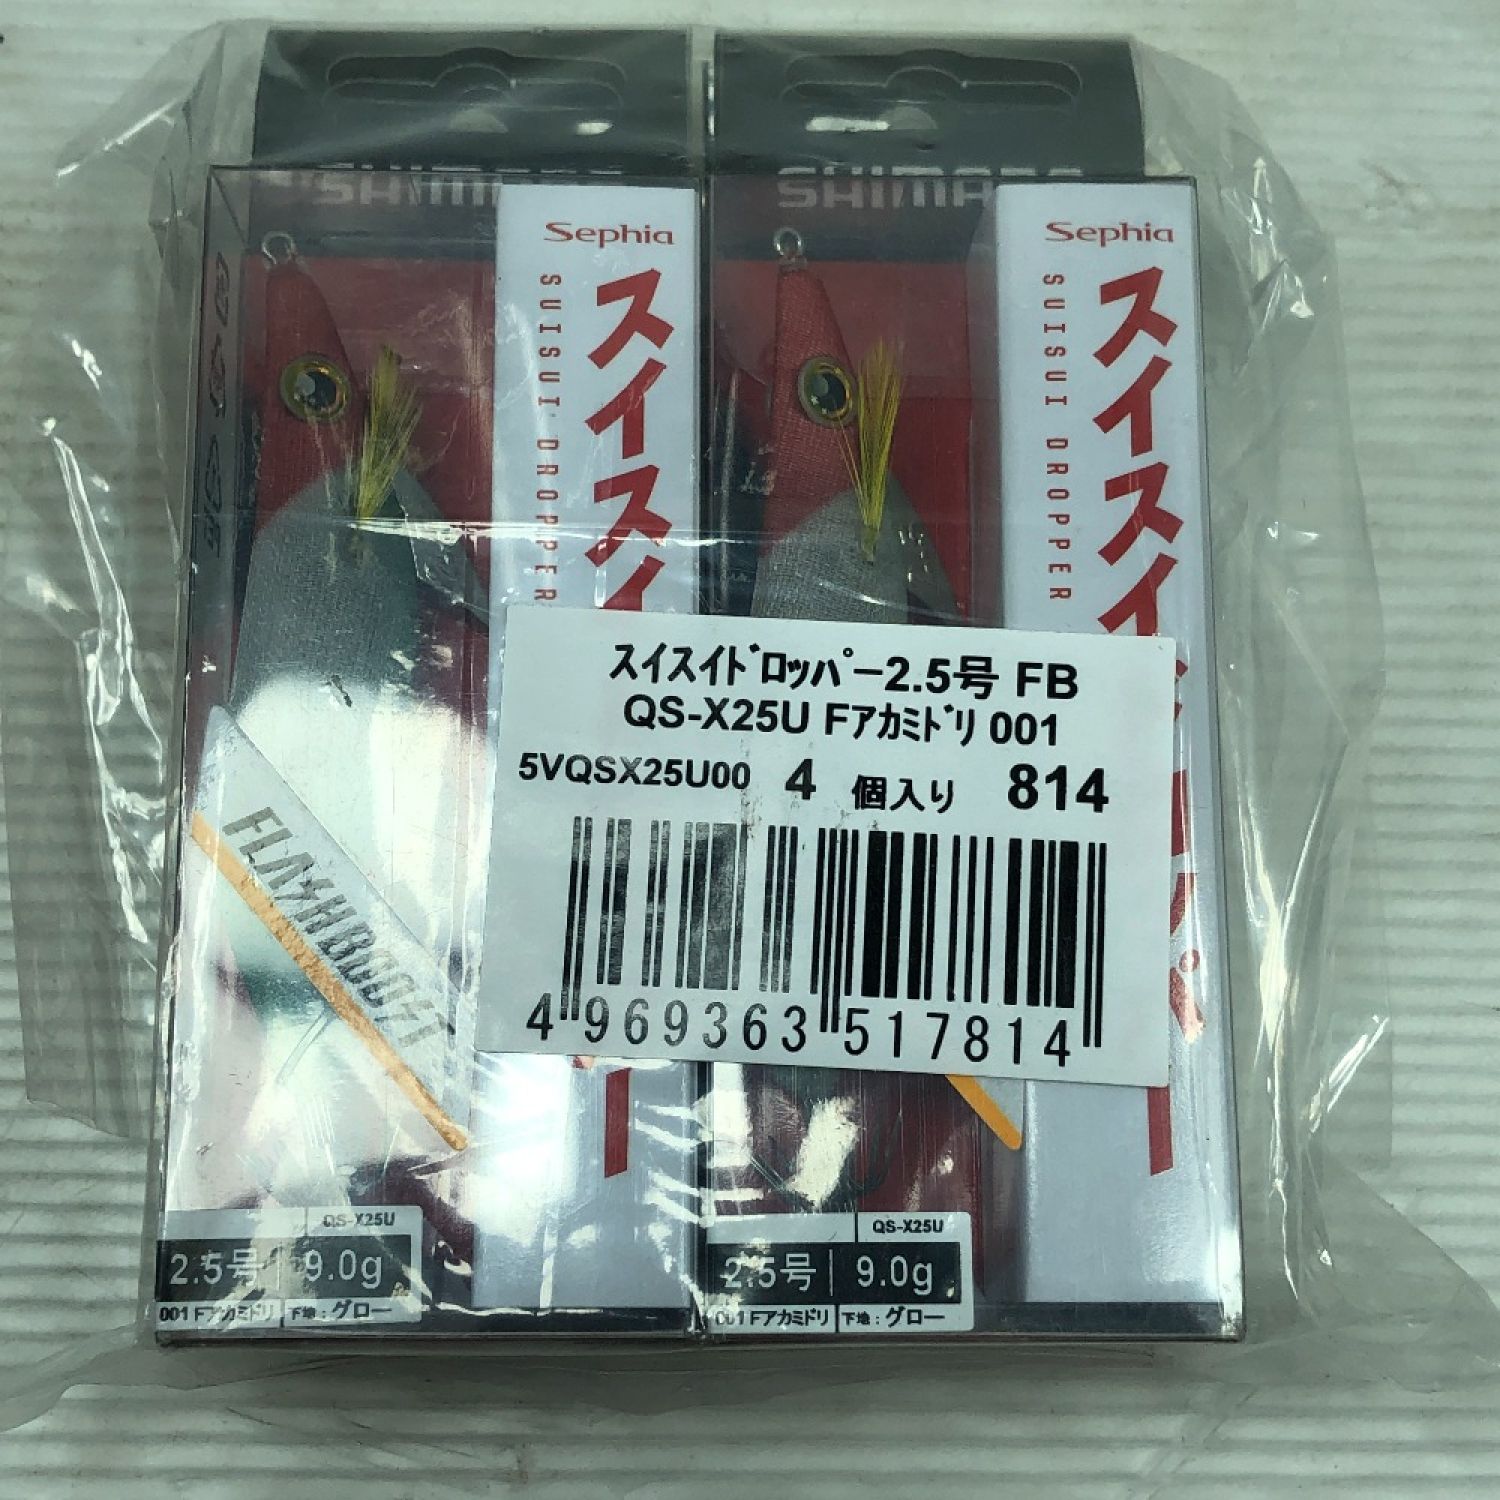 SHIMANO
SHIMANO
Sephia
スイスイ
SUISUI DROPPER
Sephia
スイスイ
SUISUI DROPPER
スイスイドロッパー2.5号 FB
QS-X25U Fアカミドリ 001
5VQSX25U00 4 個入り 814
4 969363 517814
FLASHBOOST
QS-X25U
2.5号 9.0g
001 Fアカミドリ 下地:グロー
QS-X25U
2.5号 9.0g
001 Fアカミドリ 下地:グロー